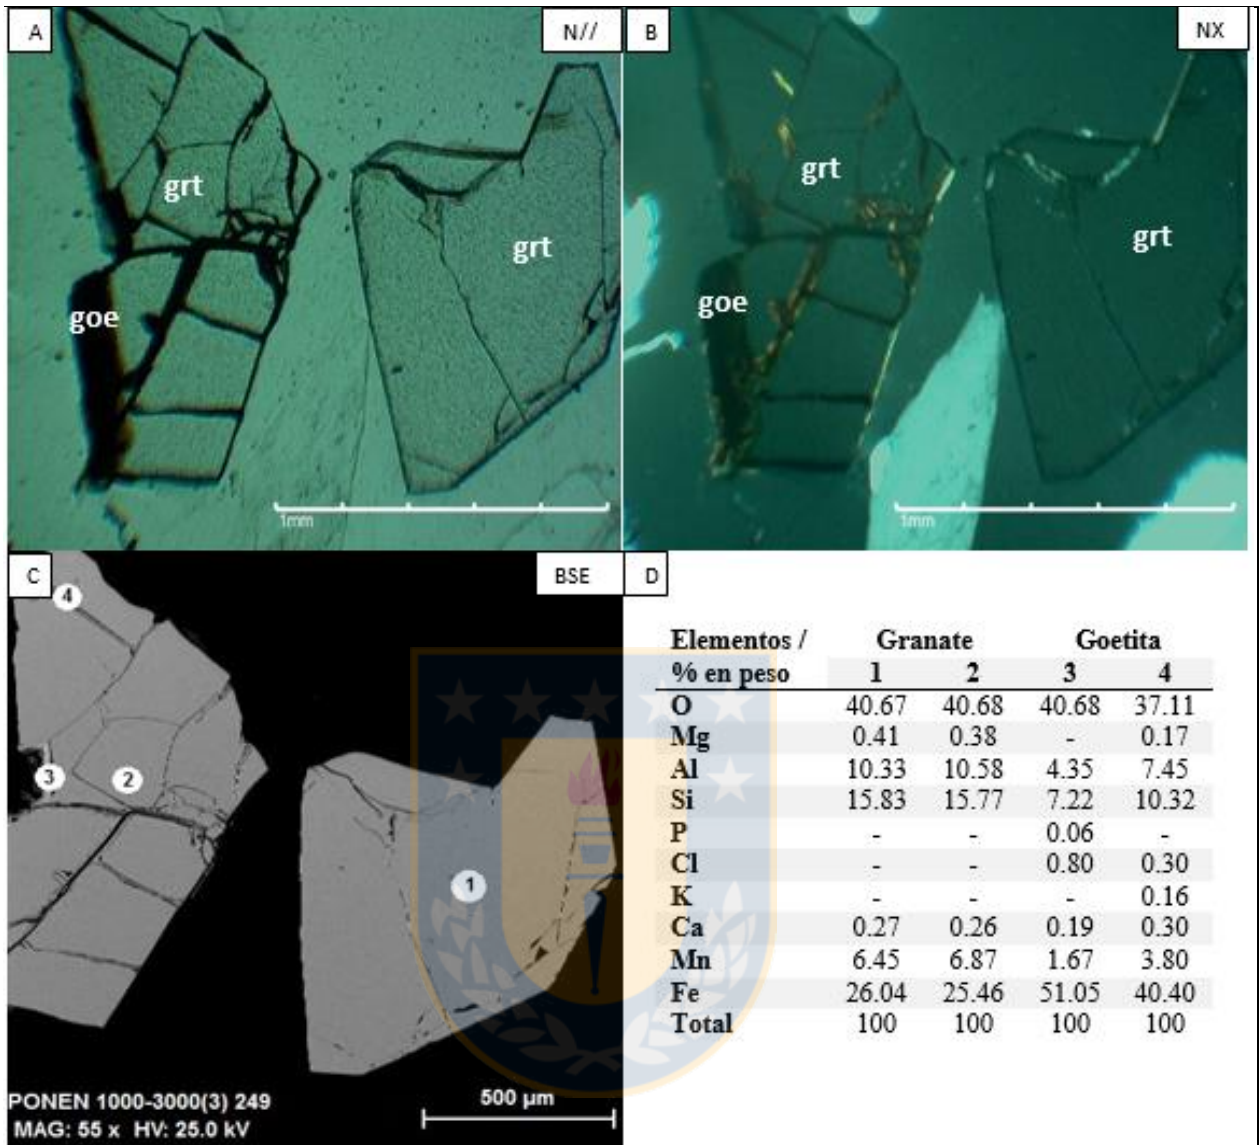 A
N//
B
NX
grt
grt
goe
1mm
grt
grt
goe
1mm
C
BSE
D
4
3
2
1
PONEN 1000-3000(3) 249
MAG: 55 x HV: 25.0 kV
500 µm
Elementos / Granate Goetita
% en peso 1 2 3 4
O 40.67 40.68 40.68 37.11
Mg 0.41 0.38 - 0.17
Al 10.33 10.58 4.35 7.45
Si 15.83 15.77 7.22 10.32
P - - 0.06 -
Cl - - 0.80 0.30
K - - - 0.16
Ca 0.27 0.26 0.19 0.30
Mn 6.45 6.87 1.67 3.80
Fe 26.04 25.46 51.05 40.40
Total 100 100 100 100